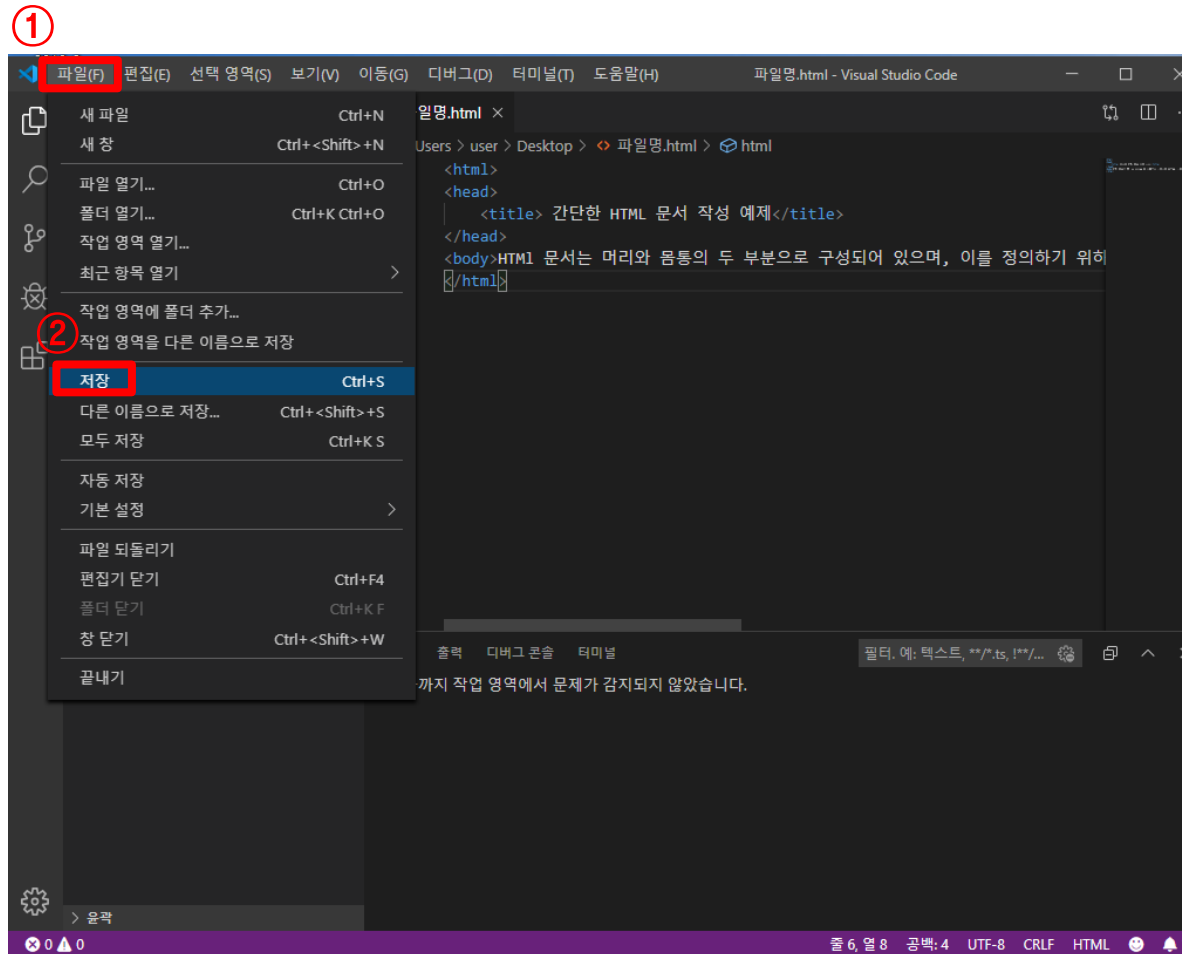 ①
파일(F) 편집(E) 선택 영역(S) 보기(V) 이동(G) 디버그(D) 터미널(T) 도움말(H) 파일명.html - Visual Studio Code
새 파일 Ctrl+N
새 창 Ctrl+<Shift>+N
파일 열기... Ctrl+O
폴더 열기... Ctrl+K Ctrl+O
작업 영역 열기...
최근 항목 열기
작업 영역에 폴더 추가...
②
작업 영역을 다른 이름으로 저장
저장 Ctrl+S
다른 이름으로 저장... Ctrl+<Shift>+S
모두 저장 Ctrl+K S
자동 저장
기본 설정
파일 되돌리기
편집기 닫기 Ctrl+F4
폴더 닫기 Ctrl+K F
창 닫기 Ctrl+<Shift>+W
끝내기
일명.html
Users > user > Desktop > 파일명.html > html
<html>
<head>
<title> 간단한 HTML 문서 작성 예제</title>
</head>
<body>HTMl 문서는 머리와 몸통의 두 부분으로 구성되어 있으며, 이를 정의하기 위하
</html>
출력 디버그 콘솔 터미널 필터. 예: 텍스트, **/*.ts, !**/...
까지 작업 영역에서 문제가 감지되지 않았습니다.
> 윤곽
0 0 줄 6, 열 8 공백: 4 UTF-8 CRLF HTML